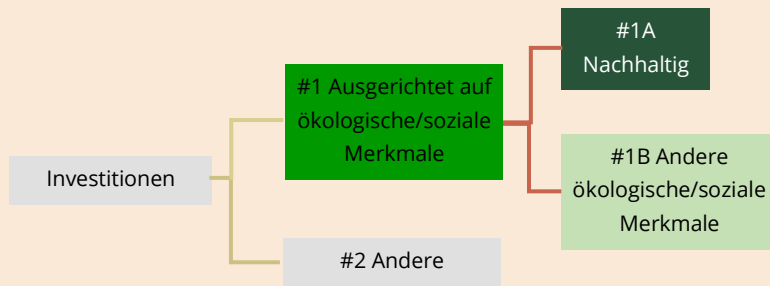 #1A
Nachhaltig
#1 Ausgerichtet auf
ökologische/soziale
Merkmale
#1B Andere
ökologische/soziale
Merkmale
Investitionen
#2 Andere